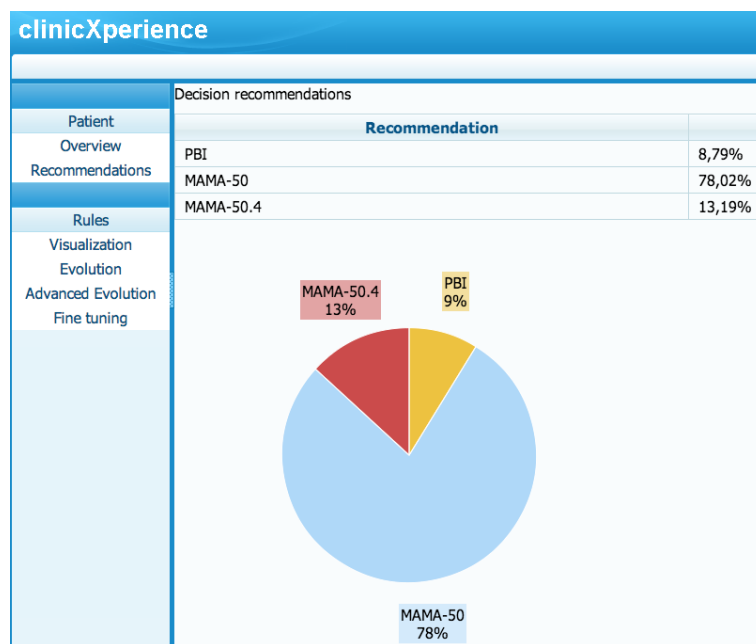 clinicXperience
Patient
Overview
Recommendations
Rules
Visualization
Evolution
Advanced Evolution
Fine tuning
Decision recommendations
Recommendation
PBI 8,79%
MAMA-50 78,02%
MAMA-50.4 13,19%
MAMA-50.4
13%
PBI
9%
MAMA-50
78%